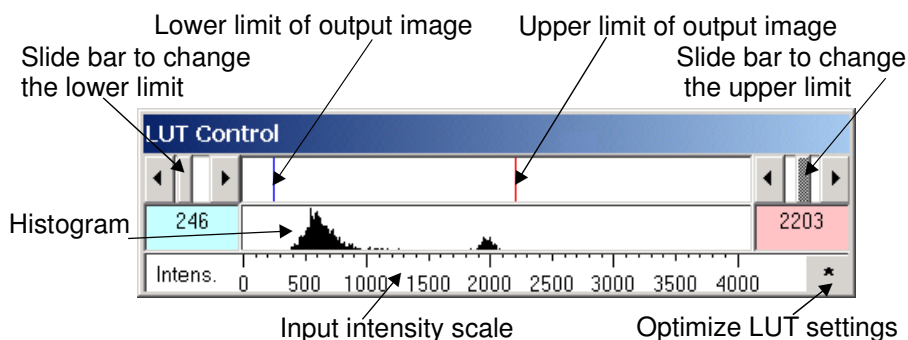 Lower limit of output image
Upper limit of output image
Slide bar to change
the lower limit
Slide bar to change
the upper limit
LUT Control
Histogram
246
2203
Intens.
0 500 1000 1500 2000 2500 3000 3500 4000
*
Input intensity scale
Optimize LUT settings